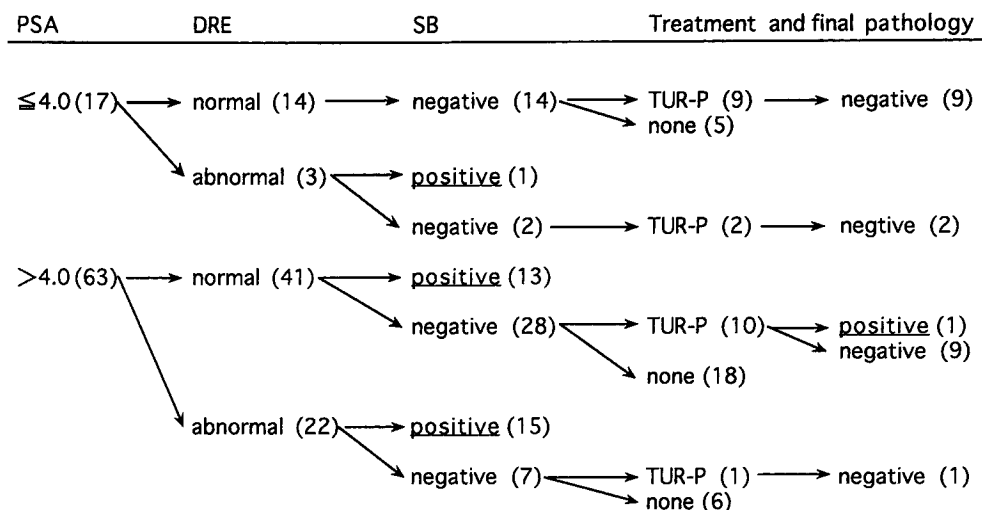 PSA DRE SB Treatment and final pathology
≦4.0 (17) normal (14) negative (14) TUR-P (9) negative (9)
none (5)
abnormal (3) positive (1)
negative (2) TUR-P (2) negtive (2)
>4.0 (63) normal (41) positive (13)
negative (28) TUR-P (10) positive (1)
negative (9)
none (18)
abnormal (22) positive (15)
negative (7) TUR-P (1) negative (1)
none (6)